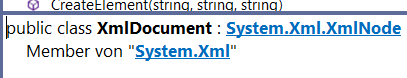 CreateElement(string, string, string)
public class XmlDocument : System.Xml.XmlNode
Member von "System.Xml"